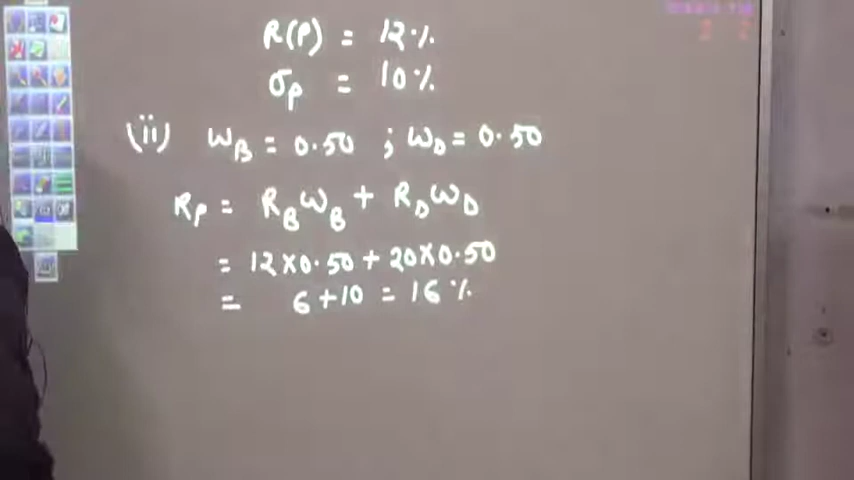 R(P) = 12%
σp = 10%
(ii) WB = 0.50 ; WD = 0.50
RP = RBWB + RDWD
= 12×0.50 + 20×0.50
= 6+10 = 16%